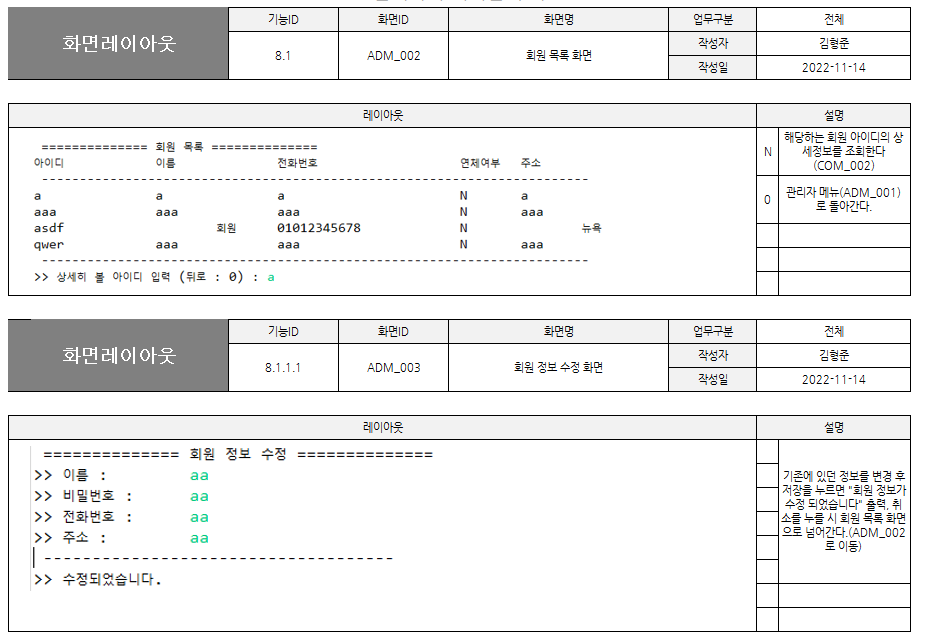 화면레이아웃 기능ID 화면ID 화면명 업무구분 전체
8.1 ADM_002 회원 목록 화면 작성자 김형준
작성일 2022-11-14
레이아웃 설명
============== 회원 목록 ==============
아이디 이름 전화번호 연체여부 주소
------------------------------------------------------------------------
a a a N a
aaa aaa aaa N aaa
asdf 회원 01012345678 N 뉴욕
qwer aaa aaa N aaa
------------------------------------------------------------------------
>> 상세히 볼 아이디 입력 (뒤로 : 0) : a
N 해당하는 회원 아이디의 상
세정보를 조회한다
(COM_002)
0 관리자 메뉴(ADM_001)
로 돌아간다.
화면레이아웃 기능ID 화면ID 화면명 업무구분 전체
8.1.1.1 ADM_003 회원 정보 수정 화면 작성자 김형준
작성일 2022-11-14
레이아웃 설명
============== 회원 정보 수정 ==============
>> 이름 : aa
>> 비밀번호 : aa
>> 전화번호 : aa
>> 주소 : aa
------------------------------------
>> 수정되었습니다.
기존에 있던 정보를 변경 후
저장을 누르면 "회원 정보가
수정 되었습니다" 출력, 취
소를 누를 시 회원 목록 화면
으로 넘어간다.(ADM_002
로 이동)